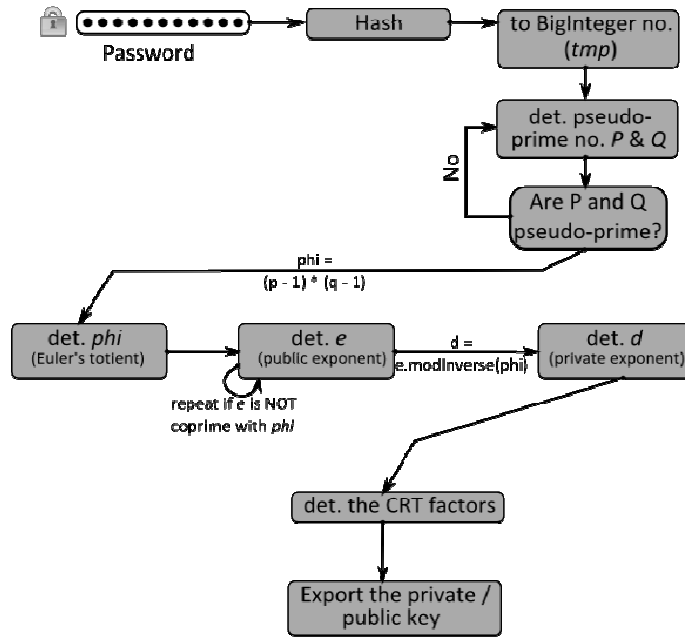 Password
Hash
to BigInteger no.
(tmp)
det. pseudo-
prime no. P & Q
No
Are P and Q
pseudo-prime?
phi =
(p - 1) * (q - 1)
det. phi
(Euler's totient)
det. e
(public exponent)
repeat if e is NOT
coprime with phi
d =
e.modInverse(phi)
det. d
(private exponent)
det. the CRT factors
Export the private /
public key